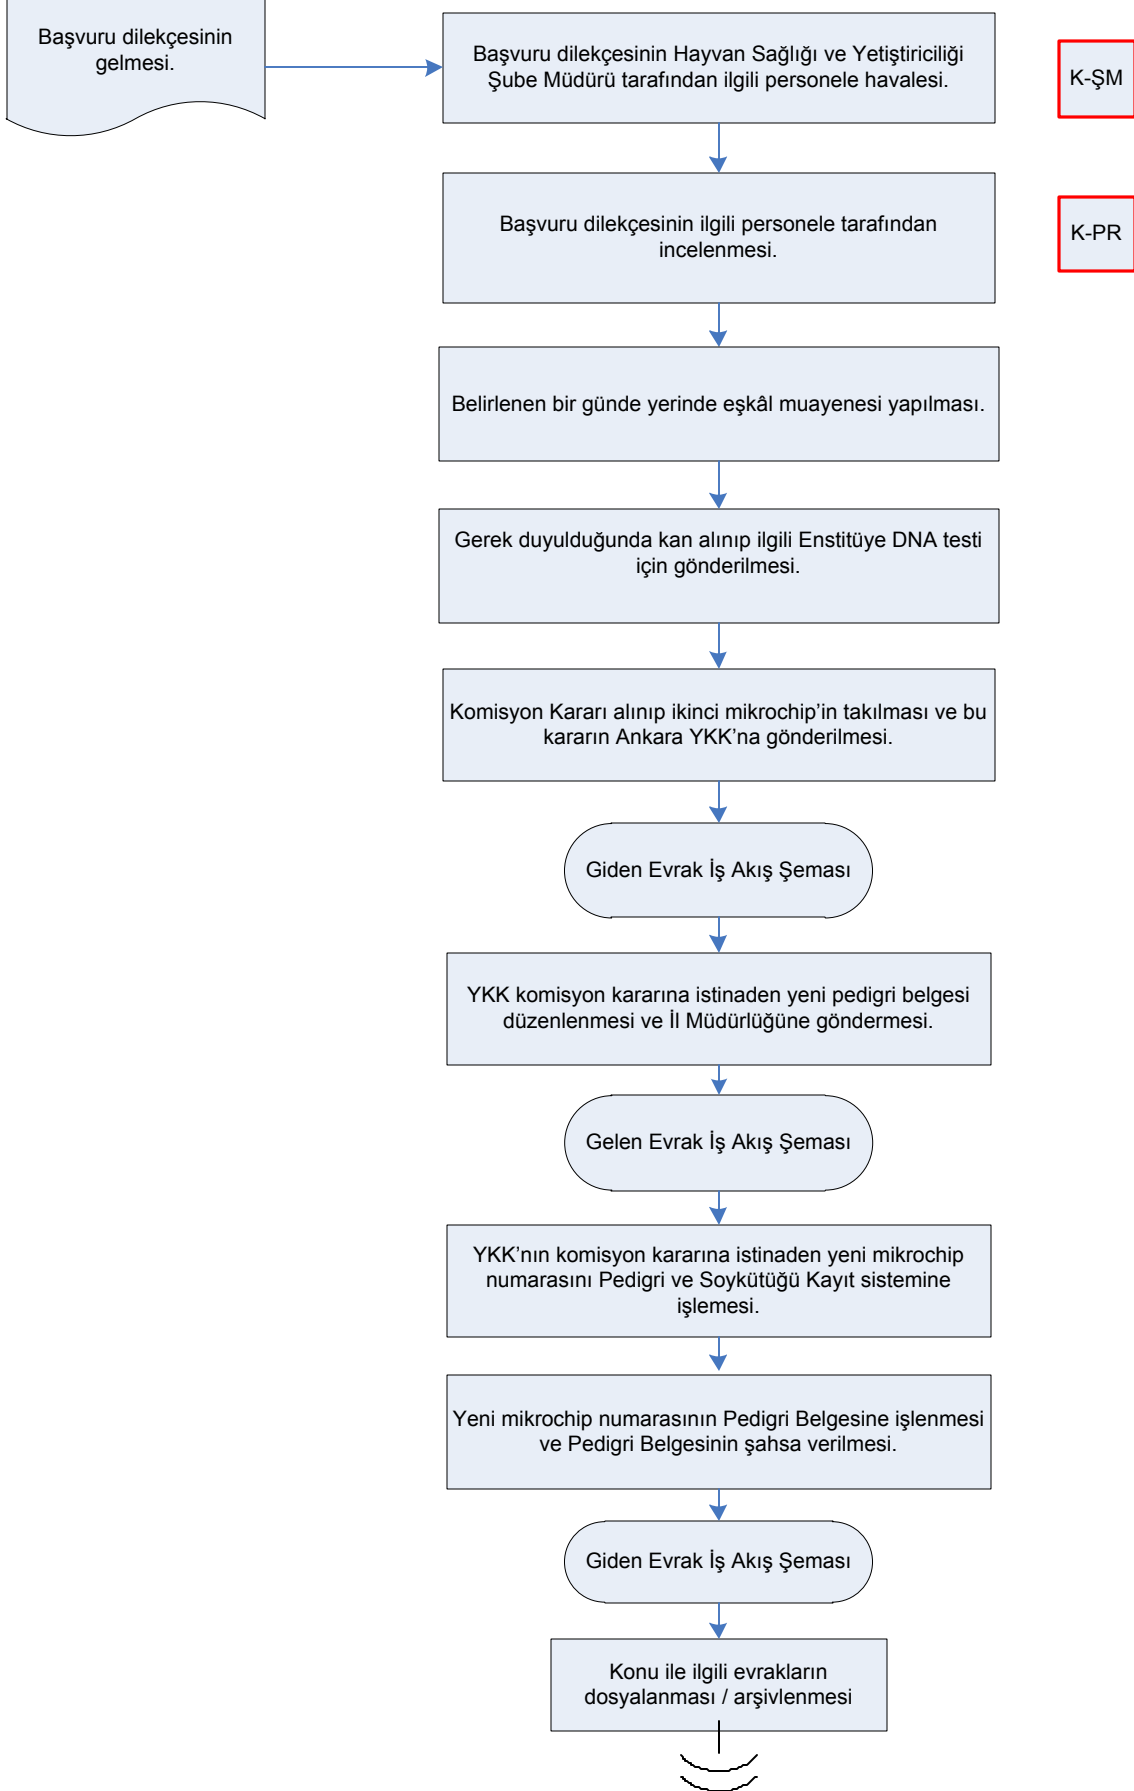 Başvuru dilekçesinin
gelmesi.
Başvuru dilekçesinin Hayvan Sağlığı ve Yetiştiriciliği
Şube Müdürü tarafından ilgili personele havalesi.
K-ŞM
Başvuru dilekçesinin ilgili personele tarafından
incelenmesi.
K-PR
Belirlenen bir günde yerinde eşkâl muayenesi yapılması.
Gerek duyulduğunda kan alınıp ilgili Enstitüye DNA testi
için gönderilmesi.
Komisyon Kararı alınıp ikinci mikrochip’in takılması ve bu
kararın Ankara YKK’na gönderilmesi.
Giden Evrak İş Akış Şeması
YKK komisyon kararına istinaden yeni pedigri belgesi
düzenlenmesi ve İl Müdürlüğüne göndermesi.
Gelen Evrak İş Akış Şeması
YKK’nın komisyon kararına istinaden yeni mikrochip
numarasını Pedigri ve Soykütüğü Kayıt sistemine
işlemesi.
Yeni mikrochip numarasının Pedigri Belgesine işlenmesi
ve Pedigri Belgesinin şahsa verilmesi.
Giden Evrak İş Akış Şeması
Konu ile ilgili evrakların
dosyalanması / arşivlenmesi